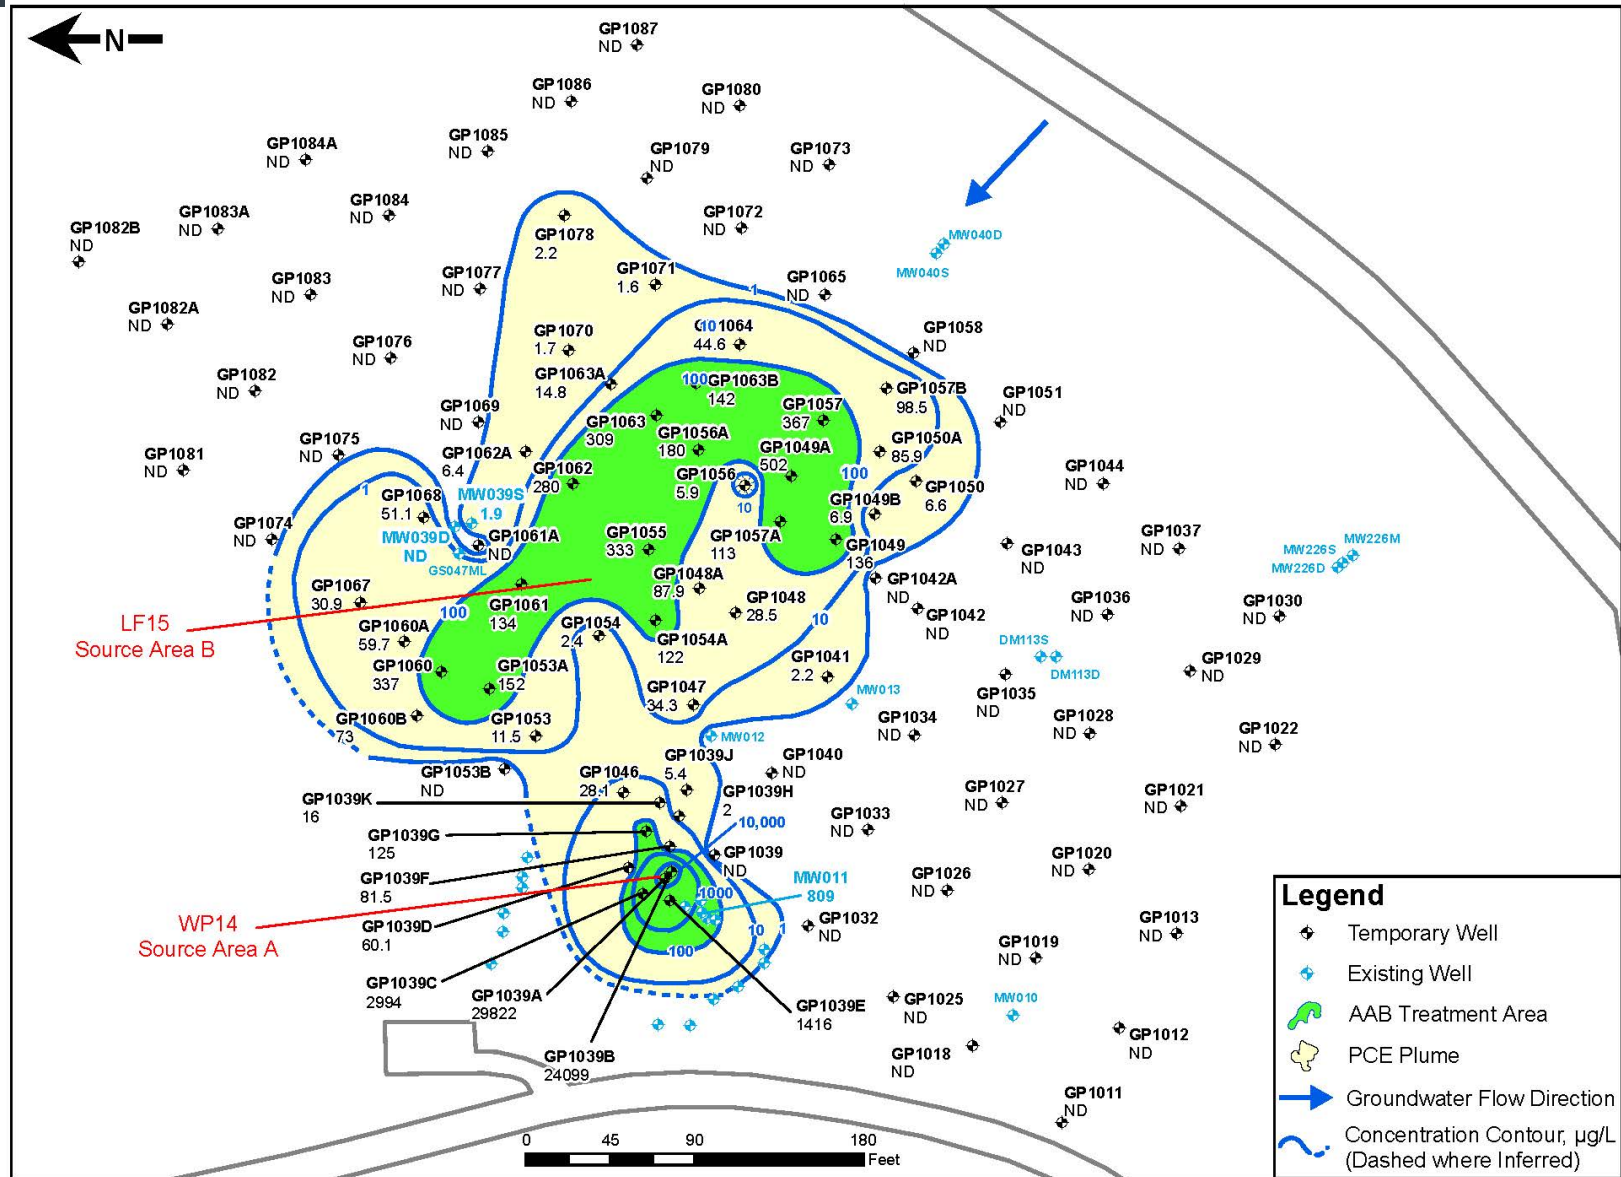 N
GP1087
ND
GP1086
ND
GP1080
ND
GP1085
ND
GP1084A
ND
GP1079
ND
GP1073
ND
GP1084
ND
GP1083A
ND
GP1082B
ND
GP1072
ND
GP1078
2.2
MW040D
MW040S
GP1077
ND
GP1071
1.6
GP1065
ND
1
GP1083
ND
GP1082A
ND
GP1070
1.7
10
GP1064
44.6
GP1058
ND
GP1076
ND
GP1063A
14.8
100
GP1063B
142
GP1057B
98.5
GP1051
ND
GP1082
ND
GP1069
ND
GP1063
309
GP1057
367
GP1056A
180
GP1050A
85.9
GP1075
ND
GP1062A
6.4
GP1081
ND
GP1062
280
GP1049A
502
GP1056
5.9
10
100
GP1044
ND
GP1050
6.6
1
GP1068
51.1
MW039S
1.9
GP1049B
6.9
GP1074
ND
MW039D
ND
GP1061A
ND
GS047ML
GP1055
333
GP1057A
113
GP1049
136
GP1043
ND
GP1037
ND
MW226M
MW226S
MW226D
GP1067
30.9
GP1048A
87.9
GP1042A
ND
100
GP1061
134
GP1048
28.5
10
GP1042
ND
GP1036
ND
GP1030
ND
LF15
Source Area B
GP1060A
59.7
GP1054
2.4
GP1054A
122
DM113S
DM113D
GP1060
337
GP1053A
152
GP1041
2.2
GP1029
ND
GP1047
34.3
MW013
GP1035
ND
GP1060B
73
GP1053
11.5
MW012
GP1034
ND
GP1028
ND
GP1022
ND
GP1053B
ND
GP1046
28.1
GP1039J
5.4
GP1040
ND
GP1039K
16
GP1039H
2
GP1027
ND
GP1021
ND
GP1039G
125
10,000
GP1033
ND
GP1039F
81.5
GP1039
ND
GP1020
ND
1000
MW011
809
GP1026
ND
WP14
Source Area A
GP1039D
60.1
10
1
GP1032
ND
GP1013
ND
100
GP1019
ND
GP1039C
2994
GP1039A
29822
GP1039E
1416
GP1025
ND
MW010
GP1012
ND
GP1039B
24099
GP1018
ND
GP1011
ND
0 45 90 180
Feet
Legend
Temporary Well
Existing Well
AAB Treatment Area
PCE Plume
Groundwater Flow Direction
Concentration Contour, µg/L
(Dashed where Inferred)